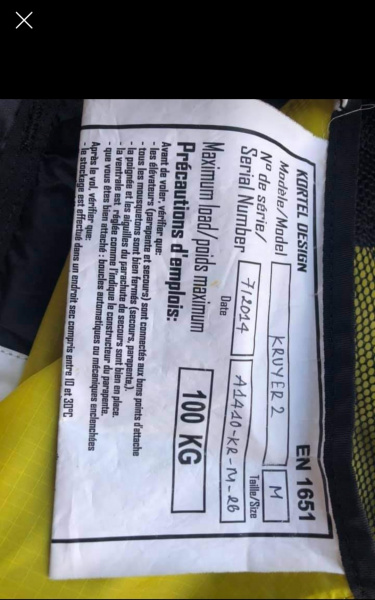 KORTEL DESIGN EN 1651
Modèle/Model KRUYER 2 M
Taille/Size
N° de série/
Serial Number 7/2014 A1410-KR-M-26
Date
Maximum load/poids maximum 100 KG
Précautions d'emplois:
Avant de voler, vérifier que:
- les élévateurs (parapente et secours) sont connectés aux bons points d'attache
- tous les mousquetons sont bien fermés (secours, parapente,).
- la poignée et les aiguilles du parachute de secours sont bien en place.
- la ventrale est réglée comme l'indique le constructeur du parapente.
- que vous êtes bien attaché : boucles automatiques ou mécaniques enclenchées
Après le vol, vérifier que:
- le stockage est effectué dans un endroit sec compris entre 10 et 30°C